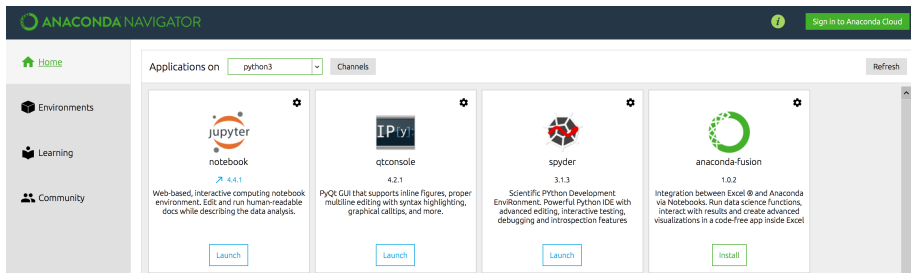 ANACONDA NAVIGATOR
i
Sign in to Anaconda Cloud
Home
Environments
Learning
Community
Applications on
python3
Channels
Refresh
jupyter
notebook
4.4.1
Web-based, interactive computing notebook
environment. Edit and run human-readable
docs while describing the data analysis.
Launch
IP[y]:
qtconsole
4.2.1
PyQt GUI that supports inline figures, proper
multiline editing with syntax highlighting,
graphical calltips, and more.
Launch
spyder
3.1.3
Scientific PYthon Development
EnviRonment. Powerful Python IDE with
advanced editing, interactive testing,
debugging and introspection features
Launch
anaconda-fusion
1.0.2
Integration between Excel ® and Anaconda
via Notebooks. Run data science functions,
interact with results and create advanced
visualizations in a code-free app inside Excel
Install